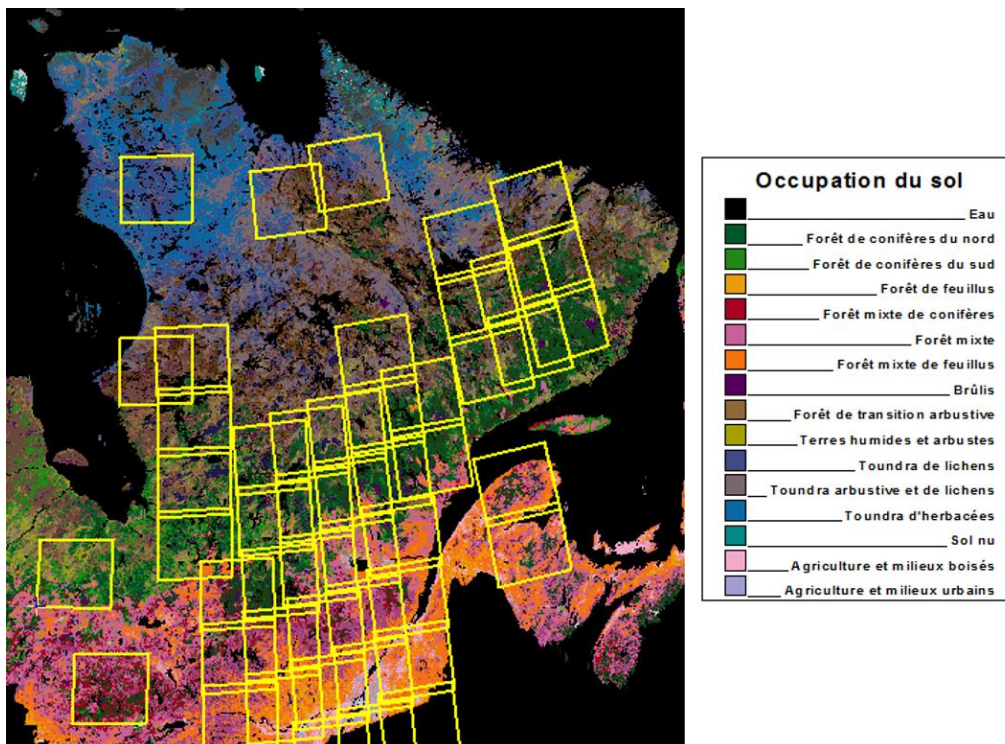 Occupation du sol
Eau
Forêt de conifères du nord
Forêt de conifères du sud
Forêt de feuillus
Forêt mixte de conifères
Forêt mixte
Forêt mixte de feuillus
Brûlis
Forêt de transition arbustive
Terres humides et arbustes
Toundra de lichens
Toundra arbustive et de lichens
Toundra d'herbacées
Sol nu
Agriculture et milieux boisés
Agriculture et milieux urbains